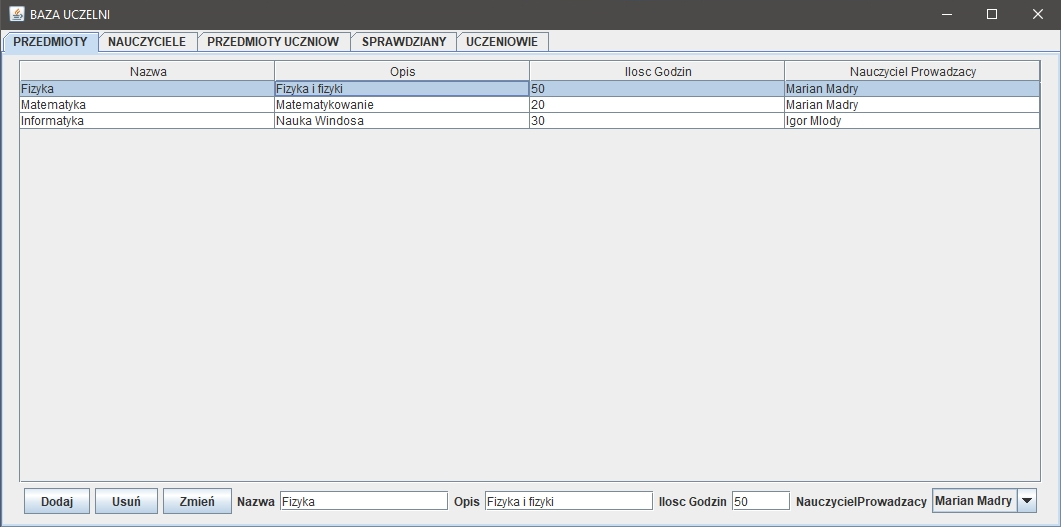 BAZA UCZELNI
PRZEDMIOTY NAUCZYCIELE PRZEDMIOTY UCZNIOW SPRAWDZIANY UCZENIOWIE
Nazwa Opis Ilosc Godzin Nauczyciel Prowadzacy
Fizyka Fizyka i fizyki 50 Marian Madry
Matematyka Matematykowanie 20 Marian Madry
Informatyka Nauka Windosa 30 Igor Mlody
Dodaj Usuń Zmień Nazwa Fizyka Opis Fizyka i fizyki Ilosc Godzin 50 NauczycielProwadzacy Marian Madry